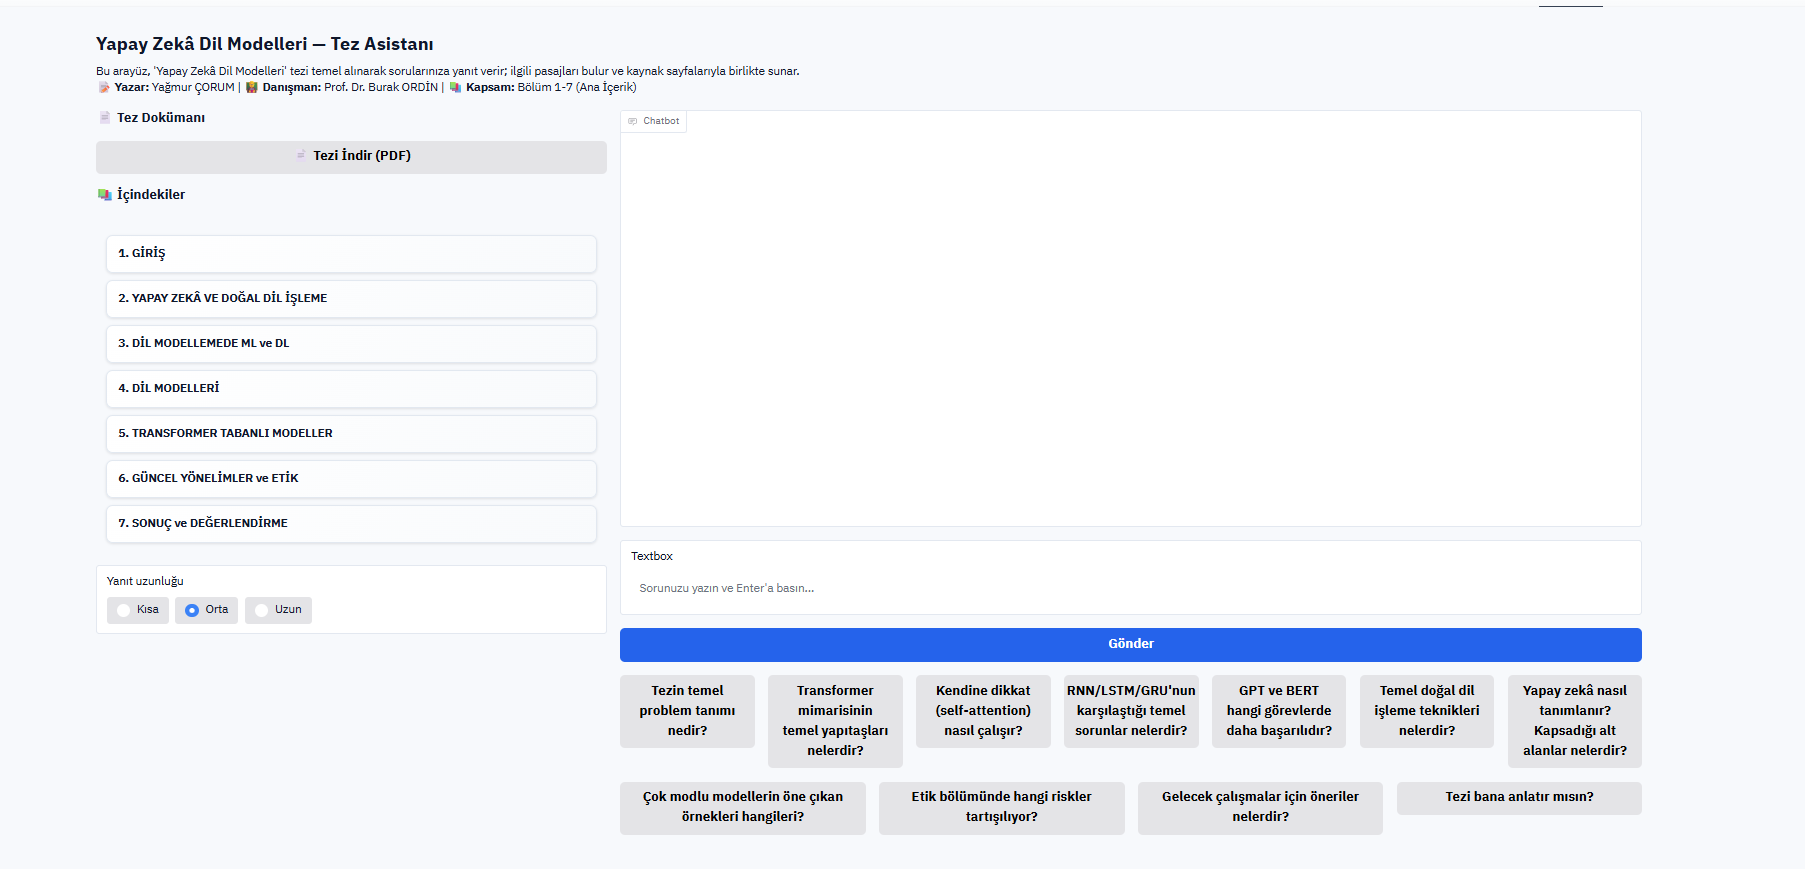 Yapay Zekâ Dil Modelleri — Tez Asistanı
Bu arayüz, 'Yapay Zekâ Dil Modelleri' tezi temel alınarak sorularınıza yanıt verir; ilgili pasajları bulur ve kaynak sayfalarıyla birlikte sunar.
Yazar: Yağmur ÇORUM | Danışman: Prof. Dr. Burak ORDİN | Kapsam: Bölüm 1-7 (Ana İçerik)
Tez Dokümanı
Tezi İndir (PDF)
İçindekiler
1. GİRİŞ
2. YAPAY ZEKÂ VE DOĞAL DİL İŞLEME
3. DİL MODELLEMEDE ML ve DL
4. DİL MODELLERİ
5. TRANSFORMER TABANLI MODELLER
6. GÜNCEL YÖNELİMLER ve ETİK
7. SONUÇ ve DEĞERLENDİRME
Yanıt uzunluğu
Kısa
Orta
Uzun
Chatbot
Textbox
Sorunuzu yazın ve Enter'a basın...
Gönder
Tezin temel
problem tanımı
nedir?
Transformer
mimarisinin
temel yapıtaşları
nelerdir?
Kendine dikkat
(self-attention)
nasıl çalışır?
RNN/LSTM/GRU'nun
karşılaştığı temel
sorunlar nelerdir?
GPT ve BERT
hangi görevlerde
daha başarılıdır?
Temel doğal dil
işleme teknikleri
nelerdir?
Yapay zekâ nasıl
tanımlanır?
Kapsadığı alt
alanlar nelerdir?
Çok modlu modellerin öne çıkan
örnekleri hangileri?
Etik bölümünde hangi riskler
tartışılıyor?
Gelecek çalışmalar için öneriler
nelerdir?
Tezi bana anlatır mısın?